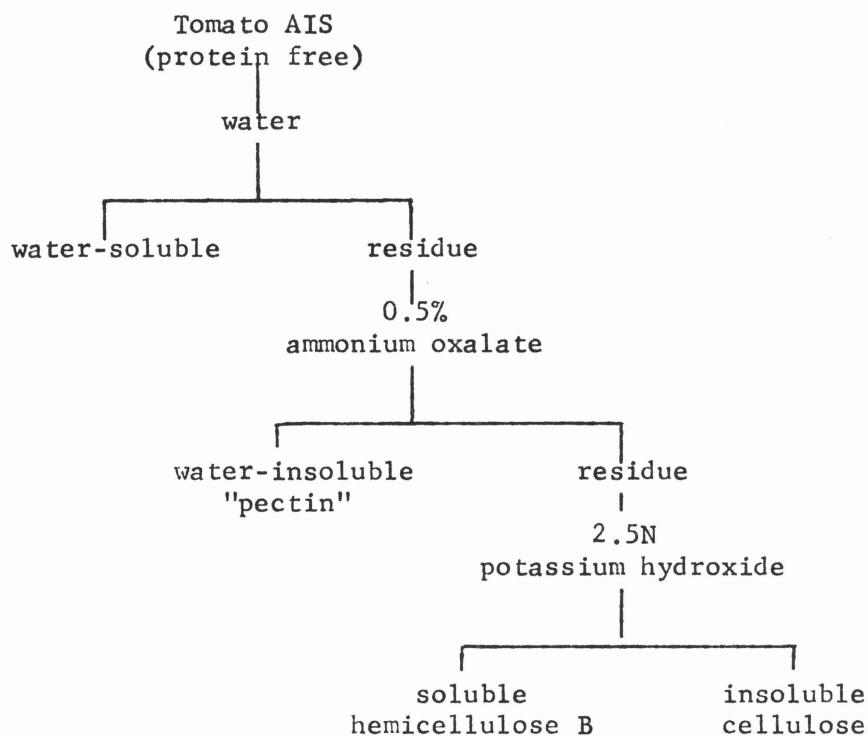 Tomato AIS
(protein free)
water
water-soluble residue
0.5%
ammonium oxalate
water-insoluble residue
"pectin"
2.5N
potassium hydroxide
soluble insoluble
hemicellulose B cellulose